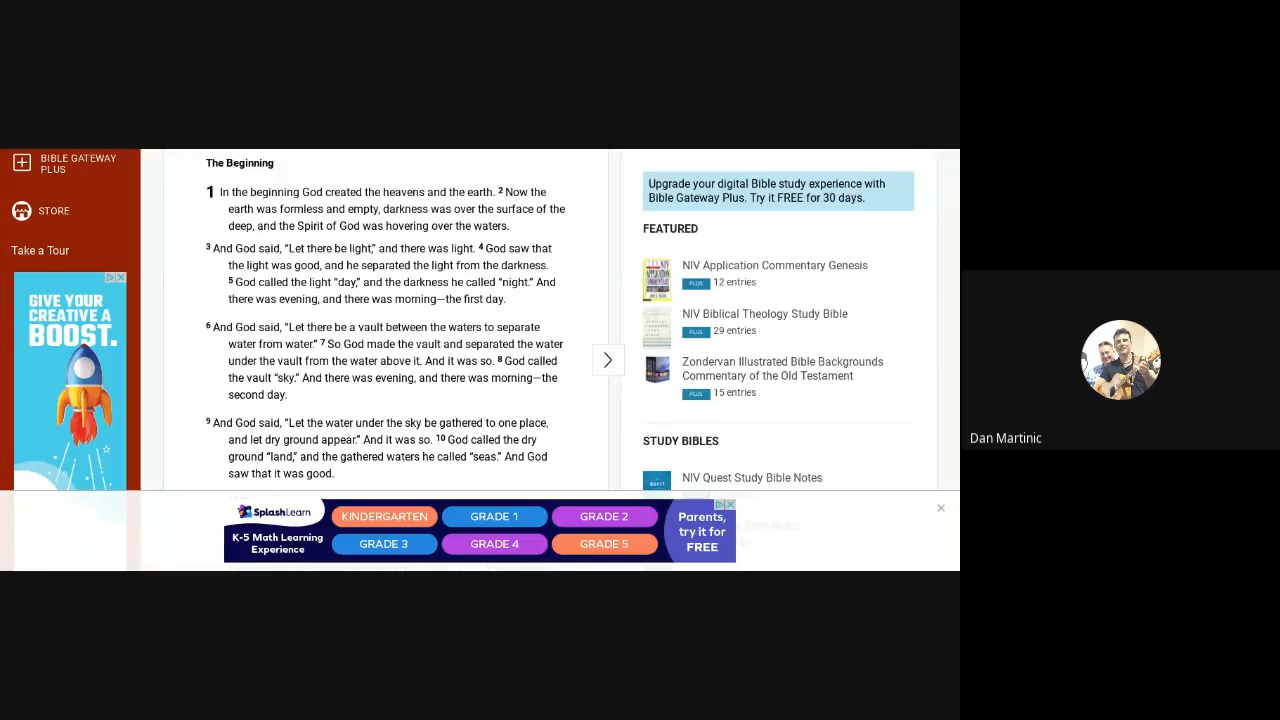 BIBLE GATEWAY
PLUS
STORE
Take a Tour
GIVE YOUR
CREATIVE A
BOOST.
The Beginning
1 In the beginning God created the heavens and the earth. 2 Now the
earth was formless and empty, darkness was over the surface of the
deep, and the Spirit of God was hovering over the waters.
3 And God said, “Let there be light,” and there was light. 4 God saw that
the light was good, and he separated the light from the darkness.
5 God called the light “day,” and the darkness he called “night.” And
there was evening, and there was morning—the first day.
6 And God said, “Let there be a vault between the waters to separate
water from water.” 7 So God made the vault and separated the water
under the vault from the water above it. And it was so. 8 God called
the vault “sky.” And there was evening, and there was morning—the
second day.
9 And God said, “Let the water under the sky be gathered to one place,
and let dry ground appear.” And it was so. 10 God called the dry
ground “land,” and the gathered waters he called “seas.” And God
saw that it was good.
Upgrade your digital Bible study experience with
Bible Gateway Plus. Try it FREE for 30 days.
FEATURED
NIV Application Commentary Genesis
PLUS 12 entries
NIV Biblical Theology Study Bible
PLUS 29 entries
Zondervan Illustrated Bible Backgrounds
Commentary of the Old Testament
PLUS 15 entries
STUDY BIBLES
NIV Quest Study Bible Notes
SplashLearn
K-5 Math Learning
Experience
KINDERGARTEN GRADE 1 GRADE 2
GRADE 3 GRADE 4 GRADE 5
Parents,
try it for
FREE
Dan Martinic